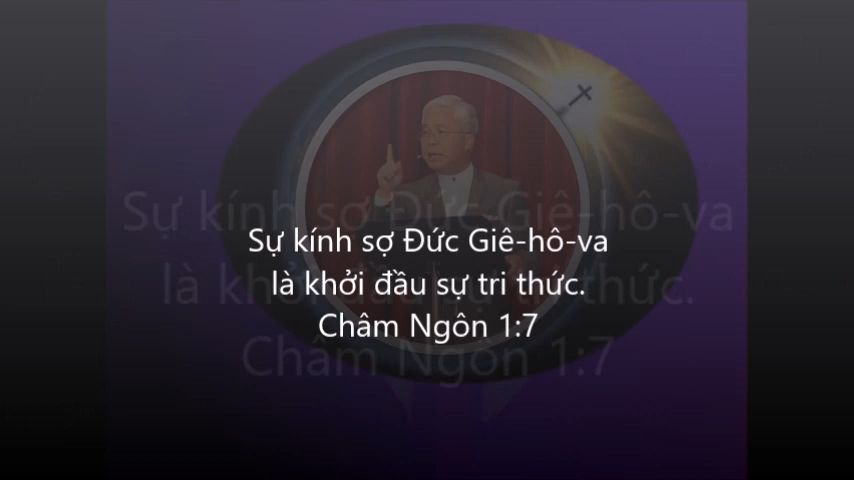 Sự kính sợ Đức Giê-hô-va
là khởi đầu sự tri thức.
Châm Ngôn 1:7